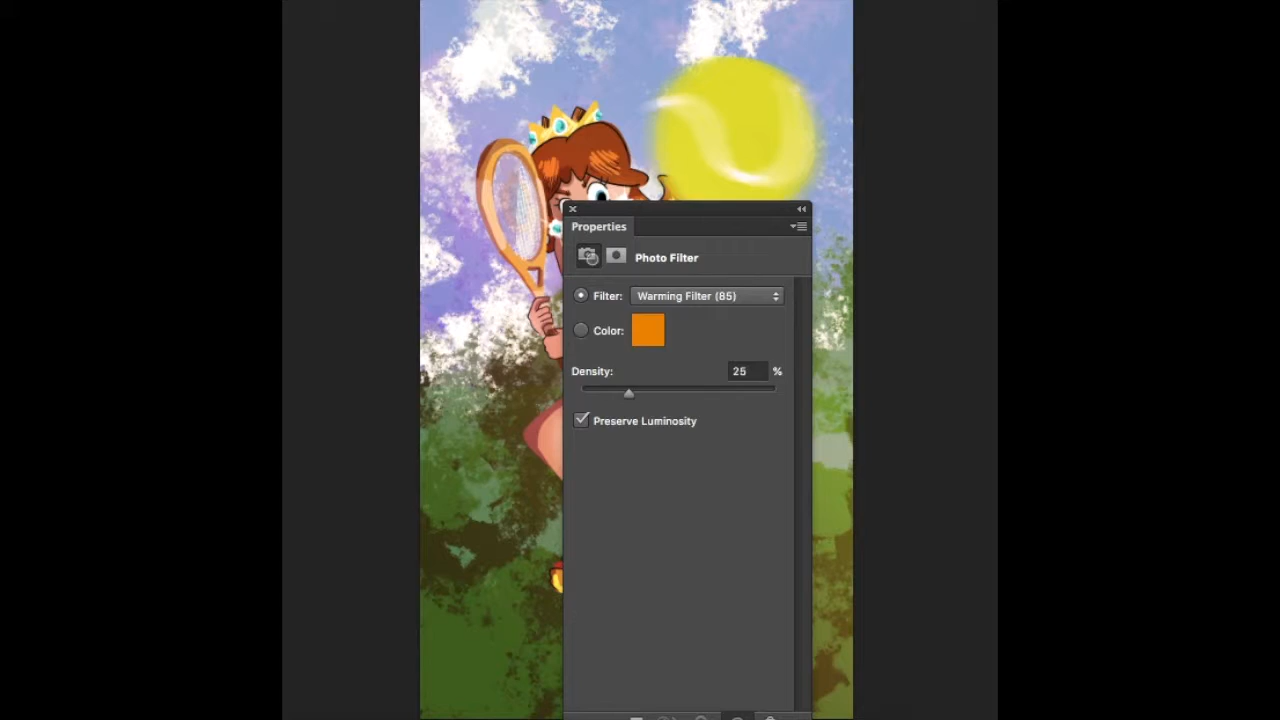 Properties
Photo Filter
Filter: Warming Filter (85)
Color:
Density: 25 %
Preserve Luminosity